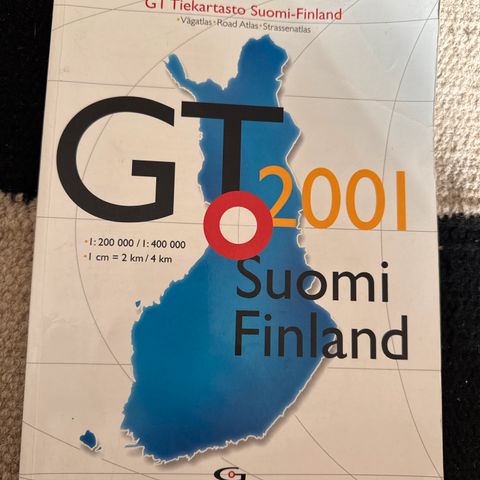 GT Tiekartasto Suomi-Finland
•Vägatlas•Road Atlas•Strassenatlas
GT
2001
•1: 200 000 / 1: 400 000
•1 cm = 2 km / 4 km
Suomi
Finland